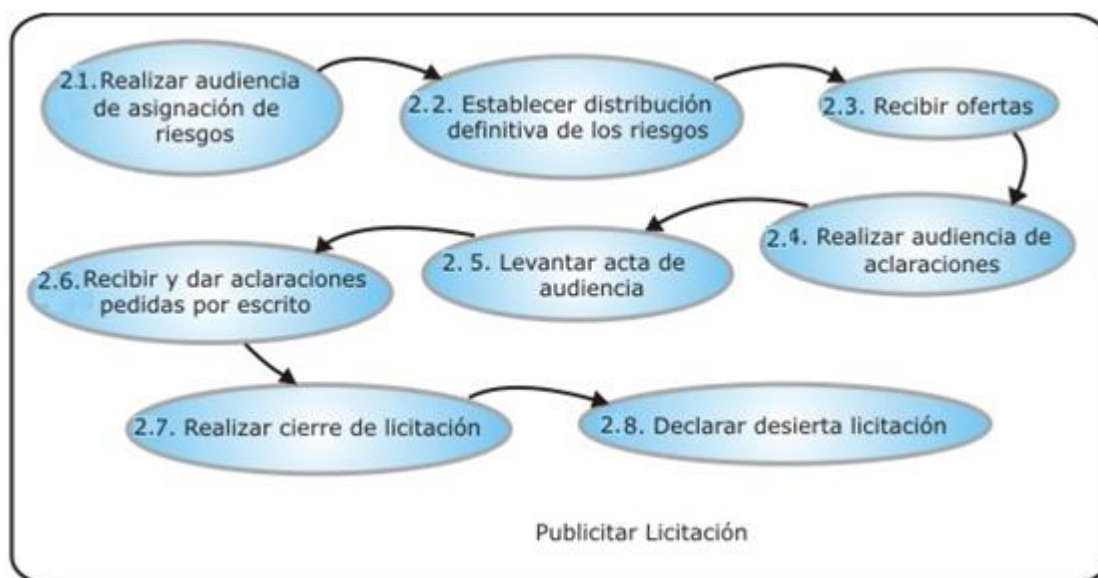 2.1. Realizar audiencia
de asignación de
riesgos
2.2. Establecer distribución
definitiva de los riesgos
2.3. Recibir ofertas
2.4. Realizar audiencia de
aclaraciones
2. 5. Levantar acta de
audiencia
2.6. Recibir y dar aclaraciones
pedidas por escrito
2.7. Realizar cierre de licitación
2.8. Declarar desierta licitación
Publicitar Licitación